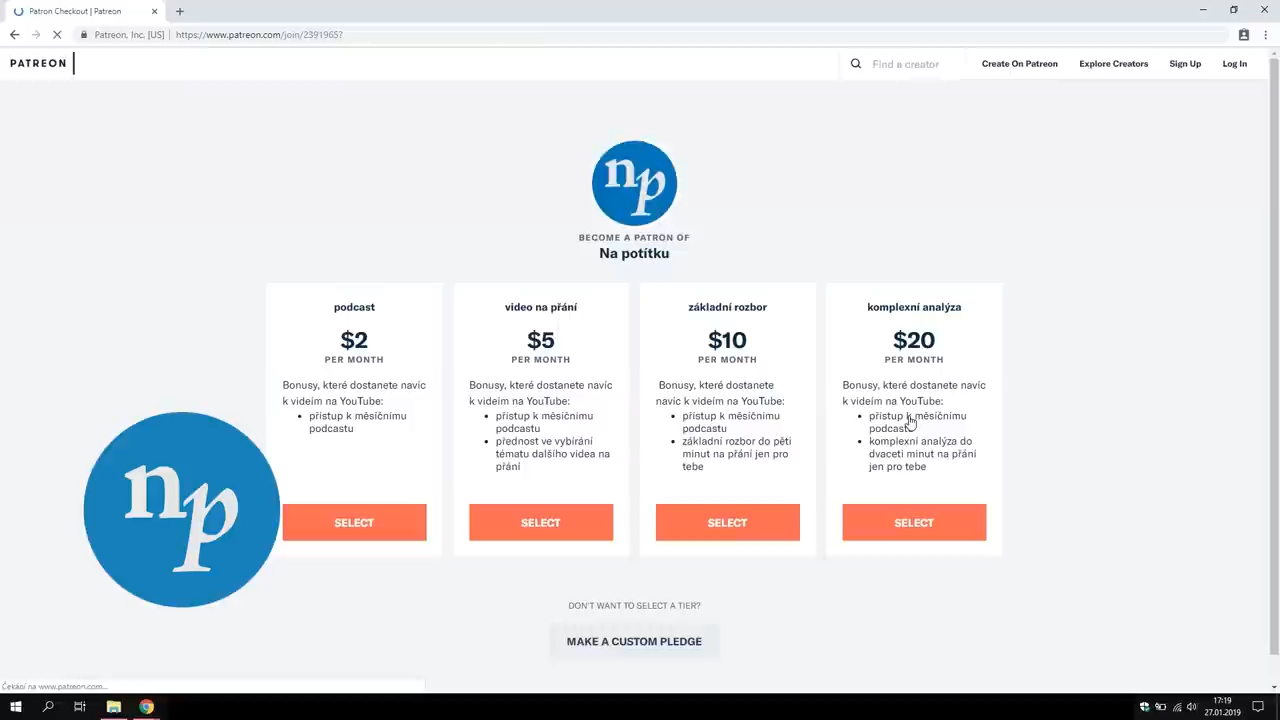 Patron Checkout | Patreon
Patreon, Inc. [US] | https://www.patreon.com/join/2391965?
PATREON
Find a creator
Create On Patreon
Explore Creators
Sign Up
Log In
np
BECOME A PATRON OF
Na potítku
podcast
$2
PER MONTH
Bonusy, které dostanete navíc
k videím na YouTube:
přístup k měsíčnímu
podcastu
SELECT
video na přání
$5
PER MONTH
Bonusy, které dostanete navíc
k videím na YouTube:
přístup k měsíčnímu
podcastu
přednost ve vybírání
tématu dalšího videa na
přání
SELECT
základní rozbor
$10
PER MONTH
Bonusy, které dostanete
navíc k videím na YouTube:
přístup k měsíčnímu
podcastu
základní rozbor do pěti
minut na přání jen pro
tebe
SELECT
komplexní analýza
$20
PER MONTH
Bonusy, které dostanete navíc
k videím na YouTube:
přístup k měsíčnímu
podcastu
komplexní analýza do
dvaceti minut na přání
jen pro tebe
SELECT
np
DON'T WANT TO SELECT A TIER?
MAKE A CUSTOM PLEDGE
Čekání na www.patreon.com...
17:19
27.01.2019